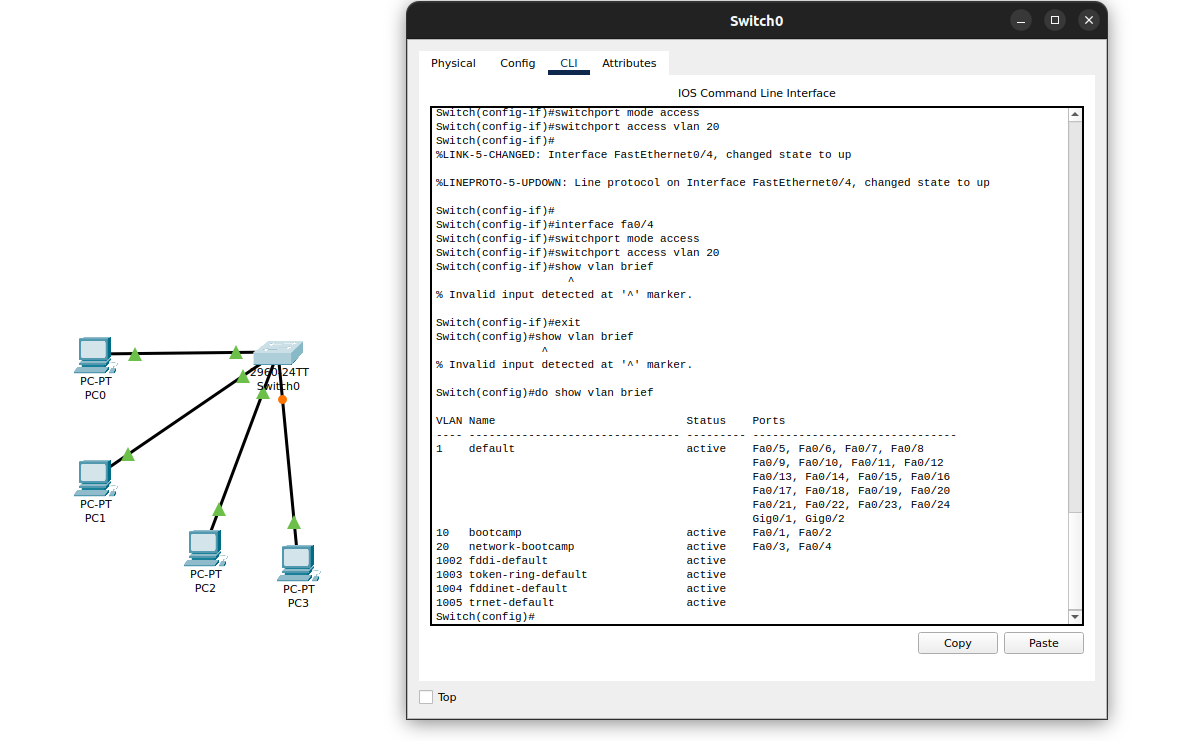 Switch0
Physical Config CLI Attributes
IOS Command Line Interface
Switch(config-if)#switchport mode access
Switch(config-if)#switchport access vlan 20
Switch(config-if)#
%LINK-5-CHANGED: Interface FastEthernet0/4, changed state to up
%LINEPROTO-5-UPDOWN: Line protocol on Interface FastEthernet0/4, changed state to up
Switch(config-if)#
Switch(config-if)#interface fa0/4
Switch(config-if)#switchport mode access
Switch(config-if)#switchport access vlan 20
Switch(config-if)#show vlan brief
^
% Invalid input detected at '^' marker.
Switch(config-if)#exit
Switch(config)#show vlan brief
^
% Invalid input detected at '^' marker.
Switch(config)#do show vlan brief
VLAN Name Status Ports
---- -------------------------------- --------- -------------------------------
1 default active Fa0/5, Fa0/6, Fa0/7, Fa0/8
Fa0/9, Fa0/10, Fa0/11, Fa0/12
Fa0/13, Fa0/14, Fa0/15, Fa0/16
Fa0/17, Fa0/18, Fa0/19, Fa0/20
Fa0/21, Fa0/22, Fa0/23, Fa0/24
Gig0/1, Gig0/2
10 bootcamp active Fa0/1, Fa0/2
20 network-bootcamp active Fa0/3, Fa0/4
1002 fddi-default active
1003 token-ring-default active
1004 fddinet-default active
1005 trnet-default active
Switch(config)#
Copy Paste
Top
PC-PT
PC0
2960-24TT
Switch0
PC-PT
PC1
PC-PT
PC2
PC-PT
PC3